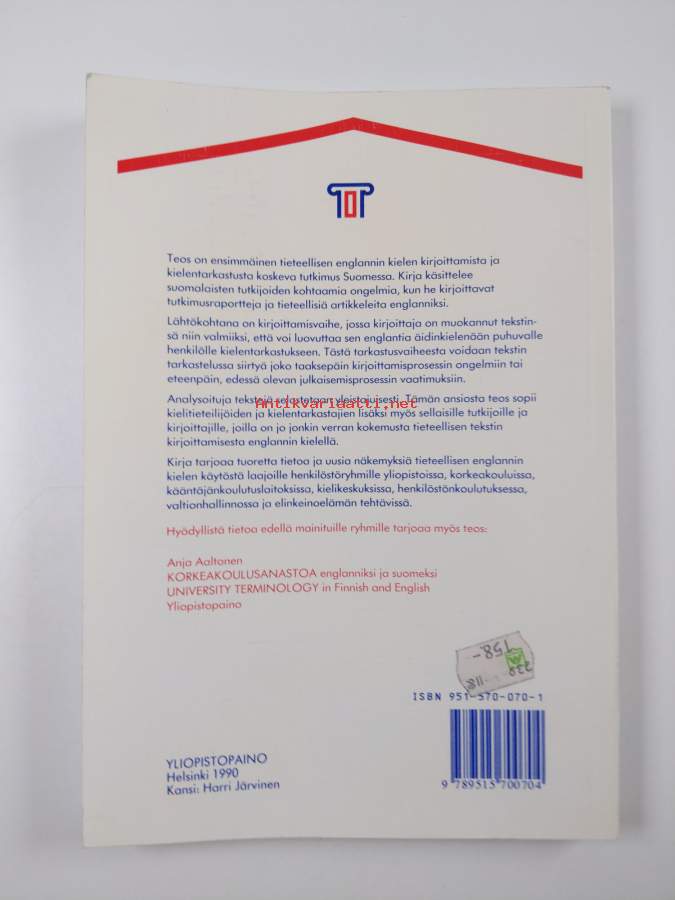 Teos on ensimmäinen tieteellisen englannin kielen kirjoittamista ja
kielentarkastusta koskeva tutkimus Suomessa. Kirja käsittelee
suomalaisten tutkijoiden kohtaamia ongelmia, kun he kirjoittavat
tutkimusraportteja ja tieteellisiä artikkeleita englanniksi.
Lähtökohtana on kirjoittamisvaihe, jossa kirjoittaja on muokannut tekstin-
sä niin valmiiksi, että voi luovuttaa sen englantia äidinkielenään puhuvalle
henkilölle kielentarkastukseen. Tästä tarkastusvaiheesta voidaan tekstin
tarkastelussa siirtyä joko taaksepäin kirjoittamisprosessin ongelmiin tai
eteenpäin, edessä olevan julkaisemisprosessin vaatimuksiin.
Analysoituja tekstejä selostetaan yleistajuisesti. Tämän ansiosta teos sopii
Antikvariaatti.net
kielitieteilijöiden ja kielentarkastajien lisäksi myös sellaisille tutkijoille ja
kirjoittajille, joilla on jo jonkin verran kokemusta tieteellisen tekstin
kirjoittamisesta englannin kielellä.
Kirja tarjoaa tuoretta tietoa ja uusia näkemyksiä tieteellisen englannin
kielen käytöstä laajoille henkilöstöryhmille yliopistoissa, korkeakouluissa,
kääntäjänkoulutuslaitoksissa, kielikeskuksissa, henkilöstönkoulutuksessa,
valtionhallinnossa ja elinkeinoelämän tehtävissä.
Hyödyllistä tietoa edellä mainituille ryhmille tarjoaa myös teos:
Anja Aaltonen
KORKEAKOULUSANASTOA englanniksi ja suomeksi
UNIVERSITY TERMINOLOGY in Finnish and English
Yliopistopaino
158.-
118
ISBN 951-570-070-1
9 789515 700704
YLIOPISTOPAINO
Helsinki 1990
Kansi: Harri Järvinen